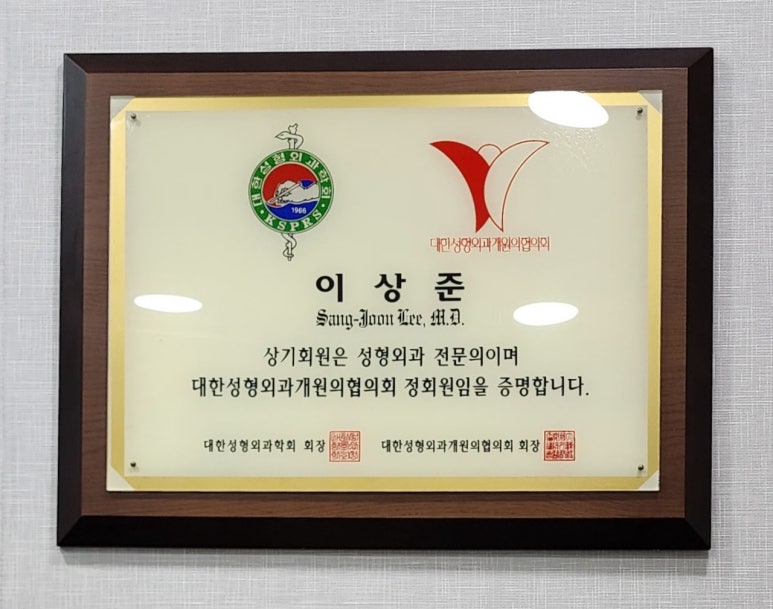 대한성형외과학회
1966
KSPRS
대한성형외과개원의협의회
이상준
Sang-Joon Lee, M.D.
상기회원은 성형외과 전문의이며
대한성형외과개원의협의회 정회원임을 증명합니다.
대한성형외과학회 회장 대한성형외과개원의협의회 회장